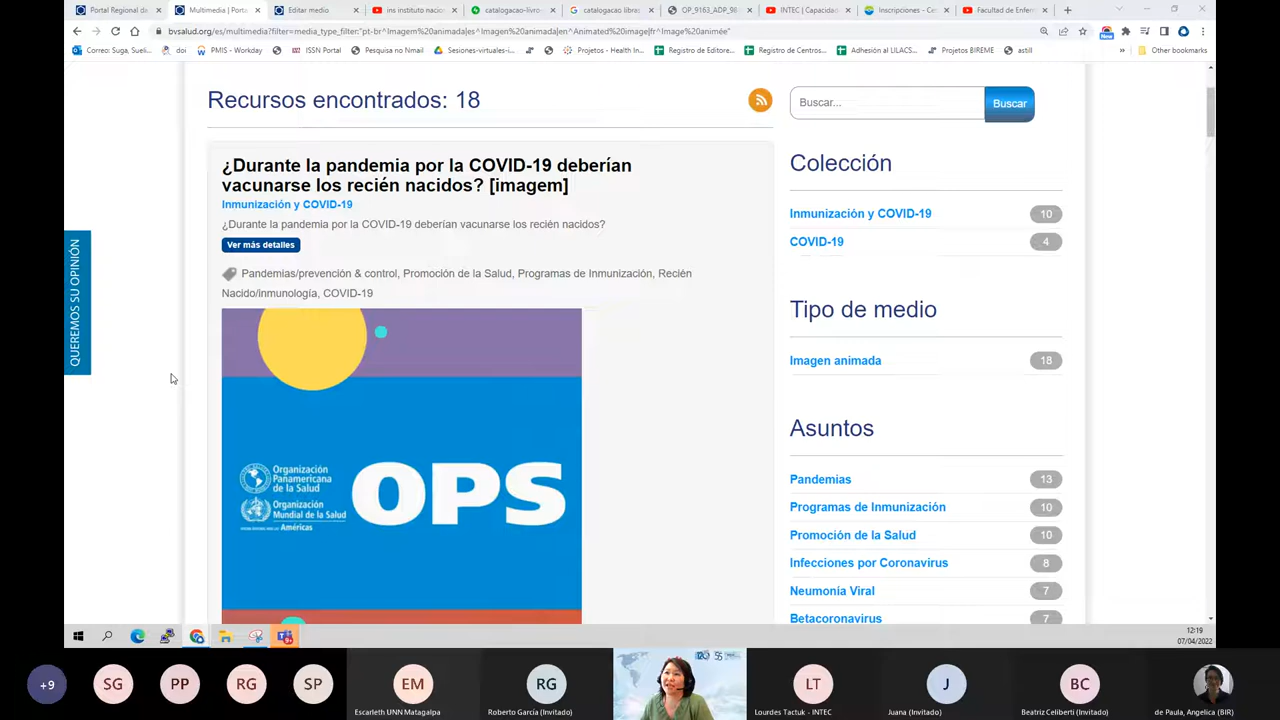 Portal Regional de
Multimedia | Porta
Editar medio
ins instituto nacio
catalogacao-livro-
catalogacao libras
OP_9163_ADP_98
INTEC | Capacidad
Inscripciones - Ce
Facultad de Enfer
bvsalud.org/es/multimedia?filter=media_type_filter:"pt-br^Imagem%20animada|es^Imagen%20animada|en^Animated%20image|fr^Image%20animée"
Correo: Suga, Sueli...
doi
PMIS - Workday
ISSN Portal
Pesquisa no Nmail
Sesiones-virtuales-i...
Projetos - Health In...
Registro de Editore...
Registro de Centros...
Adhesión al LILACS...
Projetos BIREME
astill
»
Other bookmarks
New
Recursos encontrados: 18
Buscar...
Buscar
¿Durante la pandemia por la COVID-19 deberían
vacunarse los recién nacidos? [imagem]
Inmunización y COVID-19
¿Durante la pandemia por la COVID-19 deberían vacunarse los recién nacidos?
Ver más detalles
Pandemias/prevención & control, Promoción de la Salud, Programas de Inmunización, Recién
Nacido/inmunología, COVID-19
Organización
Panamericana
de la Salud
Organización
Mundial de la Salud
Américas
OPS
QUEREMOS SU OPINIÓN
Colección
Inmunización y COVID-19 10
COVID-19 4
Tipo de medio
Imagen animada 18
Asuntos
Pandemias 13
Programas de Inmunización 10
Promoción de la Salud 10
Infecciones por Coronavirus 8
Neumonía Viral 7
Betacoronavirus 7
12:19
07/04/2022
+9
SG
PP
RG
SP
EM
Escarleth UNN Matagalpa
RG
Roberto García (Invitado)
LT
Lourdes Tactuk - INTEC
J
Juana (Invitado)
BC
Beatriz Celiberti (Invitado)
de Paula, Angelica (BIR)